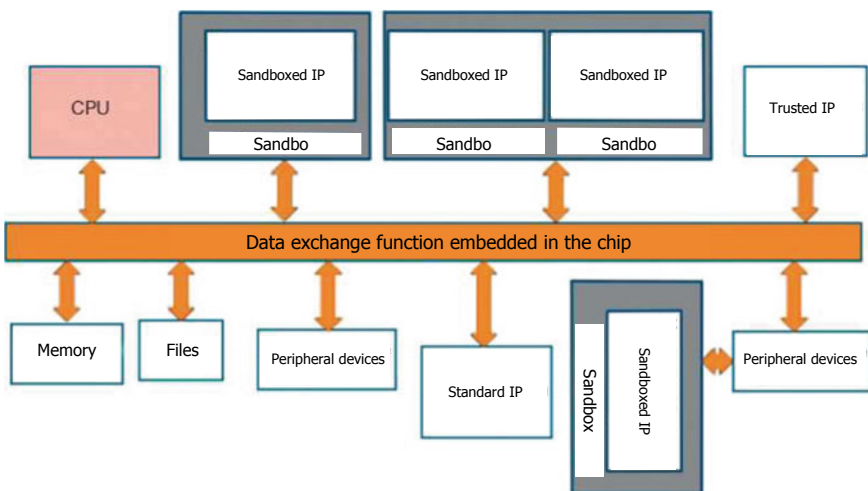 Sandboxed IP
Sandboxed IP
Sandboxed IP
CPU
Trusted IP
Sandbo
Sandbo
Sandbo
Data exchange function embedded in the chip
Memory
Files
Peripheral devices
Standard IP
Sandbox
Sandboxed IP
Peripheral devices